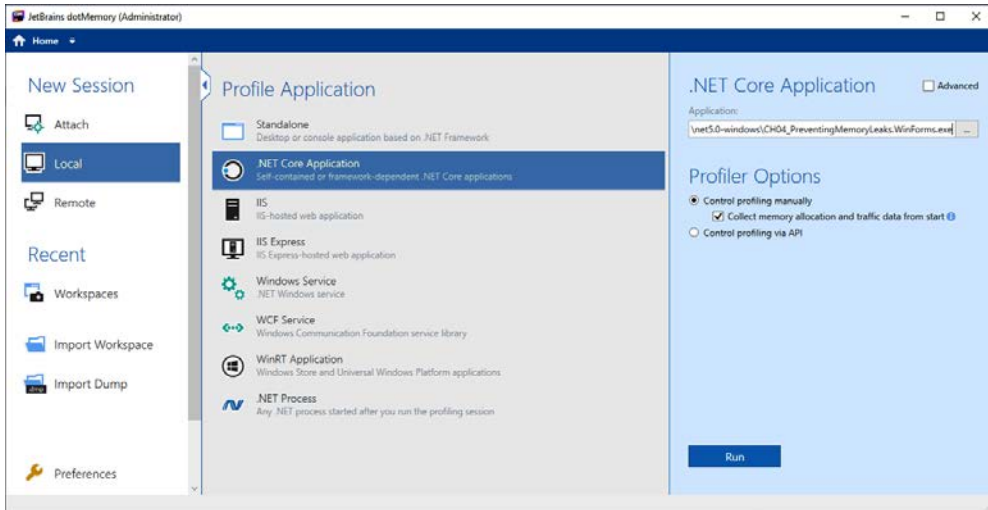 JetBrains dotMemory (Administrator)
Home
New Session
Attach
Local
Remote
Recent
Workspaces
Import Workspace
Import Dump
Preferences
Profile Application
Standalone
Desktop or console application based on .NET Framework
.NET Core Application
Self-contained or framework-dependent .NET Core applications
IIS
IIS-hosted web application
IIS Express
IIS Express-hosted web application
Windows Service
.NET Windows service
WCF Service
Windows Communication Foundation service library
WinRT Application
Windows Store and Universal Windows Platform applications
.NET Process
Any .NET process started after you run the profiling session
.NET Core Application
Advanced
Application:
\net5.0-windows\CH04_PreventingMemoryLeaks.WinForms.exe
...
Profiler Options
Control profiling manually
Collect memory allocation and traffic data from start
Control profiling via API
Run